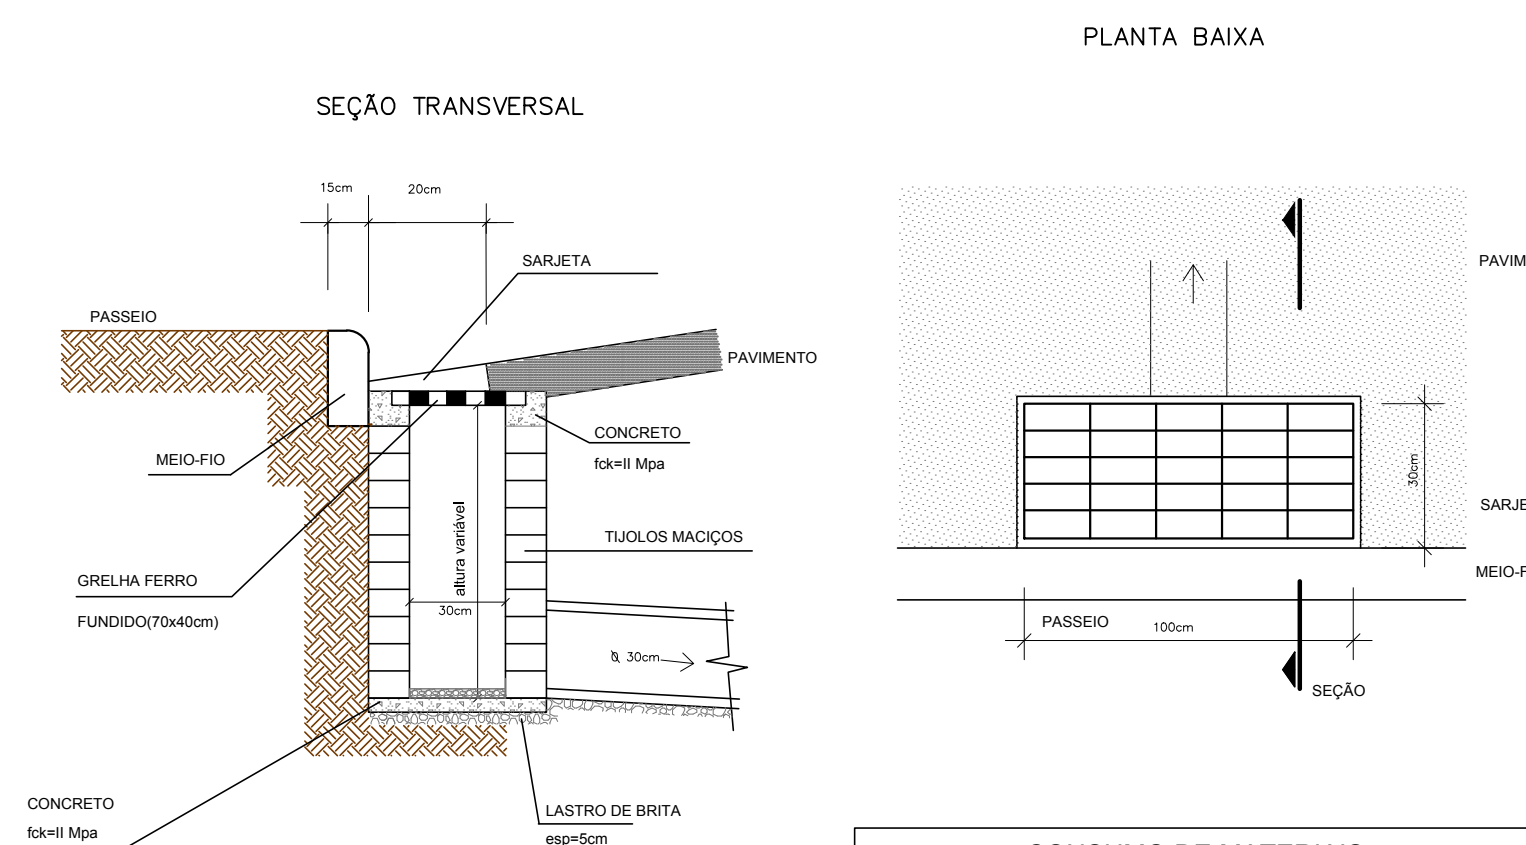 PLANTA BAIXA
SEÇÃO TRANSVERSAL
15cm
20cm
SARJETA
PASSEIO
PAVIMENTO
CONCRETO
fck=II Mpa
MEIO-FIO
altura variável
TIJOLOS MACIÇOS
GRELHA FERRO
FUNDIDO(70x40cm)
30cm
Ø 30cm
CONCRETO
fck=II Mpa
LASTRO DE BRITA
esp=5cm
PAVIM
30cm
SARJE
MEIO-F
PASSEIO
100cm
SEÇÃO